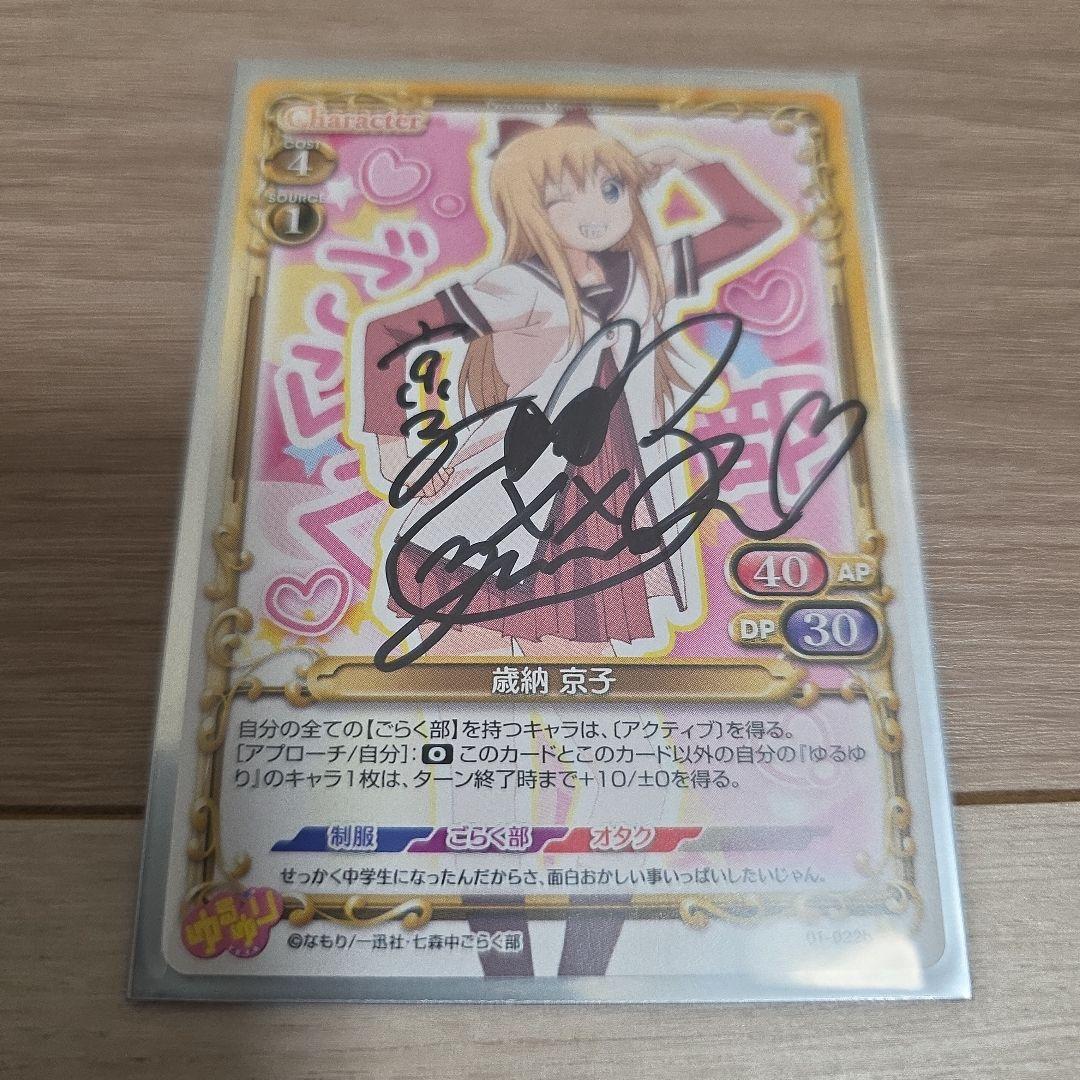 Character
COST
4
SOURCE
1
ごらく部
40 AP
DP 30
歳納 京子
自分の全ての【ごらく部】を持つキャラは、〔アクティブ〕を得る。
［アプローチ/自分］：0 このカードとこのカード以外の自分の『ゆるゆ
り』のキャラ1枚は、ターン終了時まで+10/±0を得る。
制服 ごらく部 オタク
せっかく中学生になったんだからさ、面白おかしい事いっぱいしたいじゃん。
ゆるゆり
©なもり/一迅社・七森中ごらく部